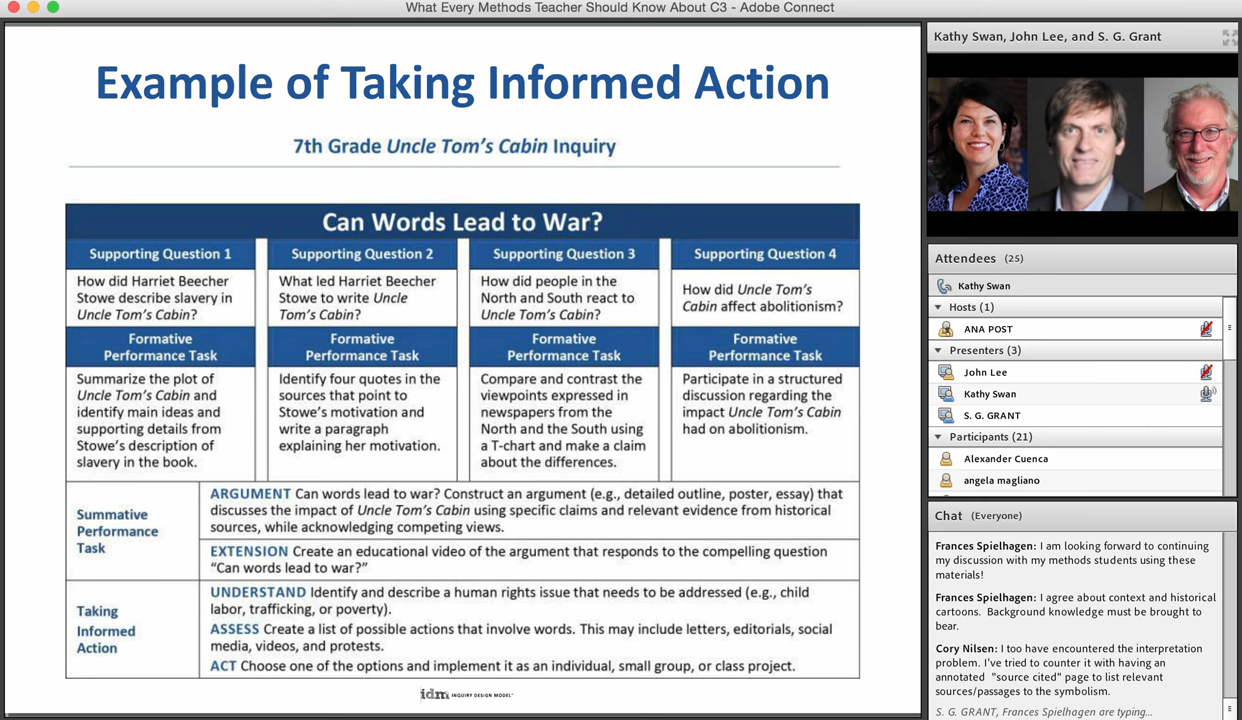 What Every Methods Teacher Should Know About C3 - Adobe Connect
Example of Taking Informed Action
7th Grade Uncle Tom's Cabin Inquiry
Can Words Lead to War?
Supporting Question 1
How did Harriet Beecher
Stowe describe slavery in
Uncle Tom's Cabin?
Formative
Performance Task
Summarize the plot of
Uncle Tom's Cabin and
identify main ideas and
supporting details from
Stowe's description of
slavery in the book.
Supporting Question 2
What led Harriet Beecher
Stowe to write Uncle
Tom's Cabin?
Formative
Performance Task
Identify four quotes in the
sources that point to
Stowe's motivation and
write a paragraph
explaining her motivation.
Supporting Question 3
How did people in the
North and South react to
Uncle Tom's Cabin?
Formative
Performance Task
Compare and contrast the
viewpoints expressed in
newspapers from the
North and the South using
a T-chart and make a claim
about the differences.
Supporting Question 4
How did Uncle Tom's
Cabin affect abolitionism?
Formative
Performance Task
Participate in a structured
discussion regarding the
impact Uncle Tom's Cabin
had on abolitionism.
Summative
Performance
Task
ARGUMENT Can words lead to war? Construct an argument (e.g., detailed outline, poster, essay) that
discusses the impact of Uncle Tom's Cabin using specific claims and relevant evidence from historical
sources, while acknowledging competing views.
EXTENSION Create an educational video of the argument that responds to the compelling question
“Can words lead to war?”
Taking
Informed
Action
UNDERSTAND Identify and describe a human rights issue that needs to be addressed (e.g., child
labor, trafficking, or poverty).
ASSESS Create a list of possible actions that involve words. This may include letters, editorials, social
media, videos, and protests.
ACT Choose one of the options and implement it as an individual, small group, or class project.
idm INQUIRY DESIGN MODEL™
Kathy Swan, John Lee, and S. G. Grant
Attendees (25)
Kathy Swan
Hosts (1)
ANA POST
Presenters (3)
John Lee
Kathy Swan
S. G. GRANT
Participants (21)
Alexander Cuenca
angela magliano
Chat (Everyone)
Frances Spielhagen: I am looking forward to continuing
my discussion with my methods students using these
materials!
Frances Spielhagen: I agree about context and historical
cartoons. Background knowledge must be brought to
bear.
Cory Nilsen: I too have encountered the interpretation
problem. I've tried to counter it with having an
annotated "source cited" page to list relevant
sources/passages to the symbolism.
S. G. GRANT, Frances Spielhagen are typing...